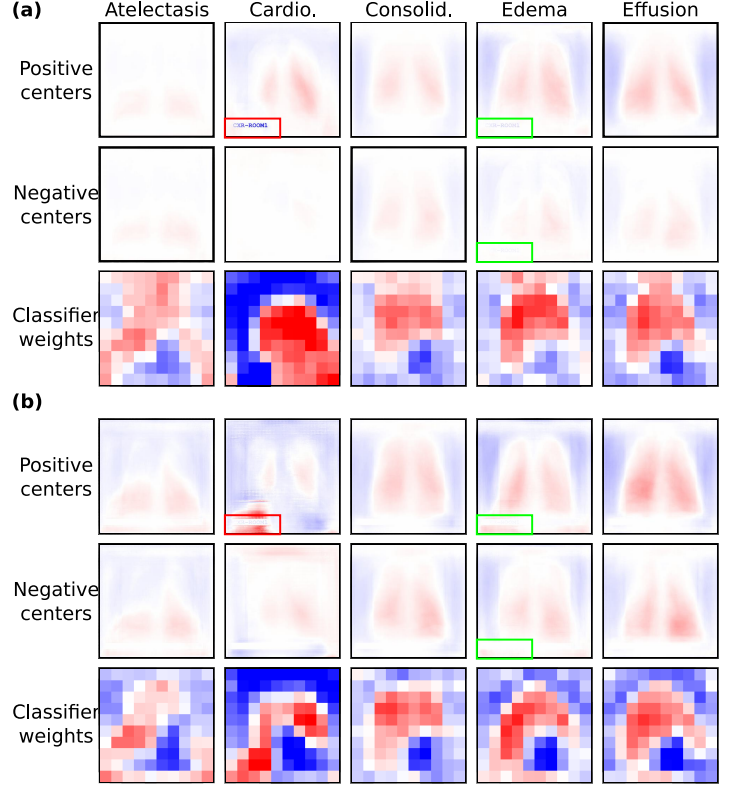 (a)
Atelectasis Cardio. Consolid. Edema Effusion
Positive
centers
CXR-ROOM1
Negative
centers
Classifier
weights
(b)
Positive
centers
Negative
centers
Classifier
weights